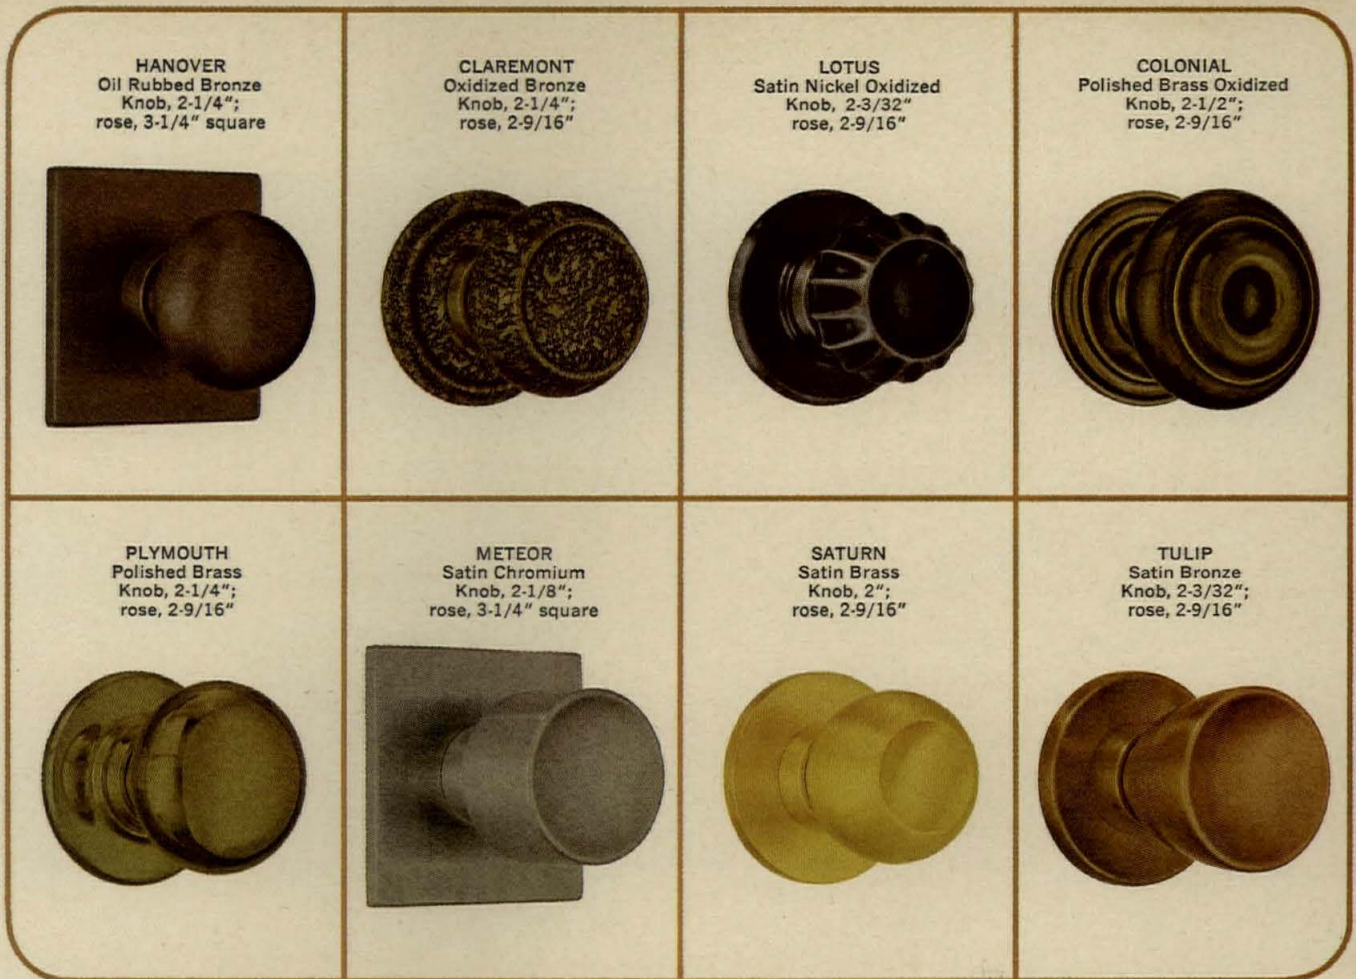 HANOVER
Oil Rubbed Bronze
Knob, 2-1/4";
rose, 3-1/4" square
CLAREMONT
Oxidized Bronze
Knob, 2-1/4";
rose, 2-9/16"
LOTUS
Satin Nickel Oxidized
Knob, 2-3/32"
rose, 2-9/16"
COLONIAL
Polished Brass Oxidized
Knob, 2-1/2";
rose, 2-9/16"
PLYMOUTH
Polished Brass
Knob, 2-1/4";
rose, 2-9/16"
METEOR
Satin Chromium
Knob, 2-1/8";
rose, 3-1/4" square
SATURN
Satin Brass
Knob, 2";
rose, 2-9/16"
TULIP
Satin Bronze
Knob, 2-3/32";
rose, 2-9/16"